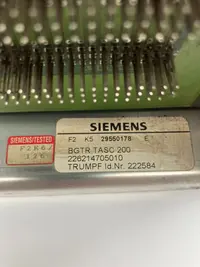 SIEMENS
F2 K5 29550178 E
BGTR.TASC 200
226214705010
TRUMPF Id.Nr. 222584
SIEMENS/TESTED